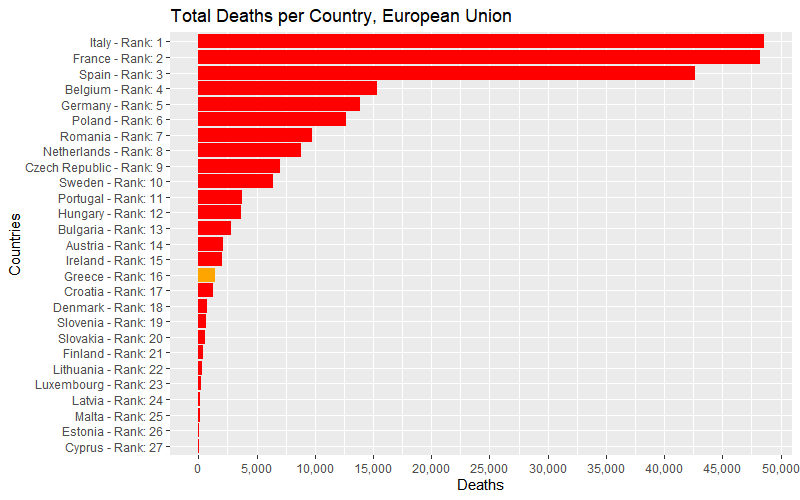 Total Deaths per Country, European Union
Countries
Italy - Rank: 1
France - Rank: 2
Spain - Rank: 3
Belgium - Rank: 4
Germany - Rank: 5
Poland - Rank: 6
Romania - Rank: 7
Netherlands - Rank: 8
Czech Republic - Rank: 9
Sweden - Rank: 10
Portugal - Rank: 11
Hungary - Rank: 12
Bulgaria - Rank: 13
Austria - Rank: 14
Ireland - Rank: 15
Greece - Rank: 16
Croatia - Rank: 17
Denmark - Rank: 18
Slovenia - Rank: 19
Slovakia - Rank: 20
Finland - Rank: 21
Lithuania - Rank: 22
Luxembourg - Rank: 23
Latvia - Rank: 24
Malta - Rank: 25
Estonia - Rank: 26
Cyprus - Rank: 27
0 5,000 10,000 15,000 20,000 25,000 30,000 35,000 40,000 45,000 50,000
Deaths